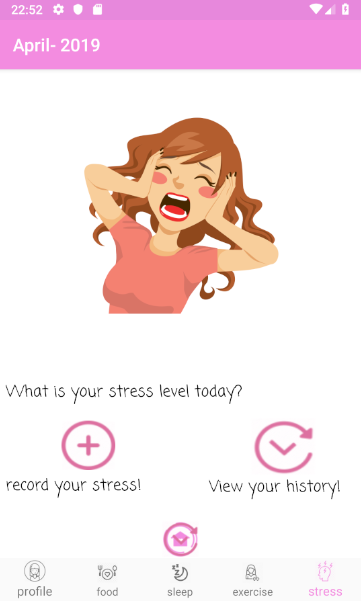 22:52
April- 2019
What is your stress level today?
record your stress!
View your history!
profile
food
sleep
exercise
stress